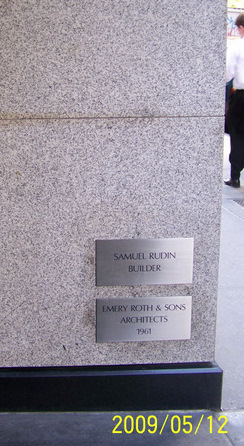 SAMUEL RUDIN
BUILDER
EMERY ROTH & SONS
ARCHITECTS
1961
2009/05/12